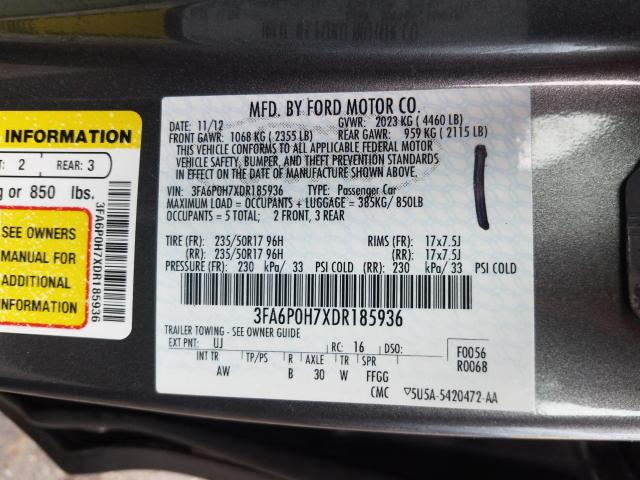 INFORMATION
2 REAR: 3
or 850 lbs.
SEE OWNERS
MANUAL FOR
ADDITIONAL
INFORMATION
3FA6P0H7XDR185936
MFD. BY FORD MOTOR CO.
DATE: 11/12 GVWR: 2023 KG ( 4460 LB)
FRONT GAWR: 1068 KG ( 2355 LB) REAR GAWR: 959 KG ( 2115 LB)
THIS VEHICLE CONFORMS TO ALL APPLICABLE FEDERAL MOTOR
VEHICLE SAFETY, BUMPER, AND THEFT PREVENTION STANDARDS
IN EFFECT ON THE DATE OF MANUFACTURE SHOWN ABOVE.
VIN: 3FA6P0H7XDR185936 TYPE: Passenger Car
MAXIMUM LOAD = OCCUPANTS + LUGGAGE = 385KG/ 850LB
OCCUPANTS = 5 TOTAL; 2 FRONT, 3 REAR
TIRE (FR): 235/50R17 96H RIMS (FR): 17x7.5J
(RR): 235/50R17 96H (RR): 17x7.5J
PRESSURE (FR): 230 kPa/ 33 PSI COLD (RR): 230 kPa/ 33 PSI COLD
3FA6P0H7XDR185936
TRAILER TOWING - SEE OWNER GUIDE
EXT PNT: UJ RC: 16 DSO: F0056
INT TR TP/PS R AXLE TR SPR R0068
AW B 30 W FFGG
CMC ▽5U5A-5420472-AA